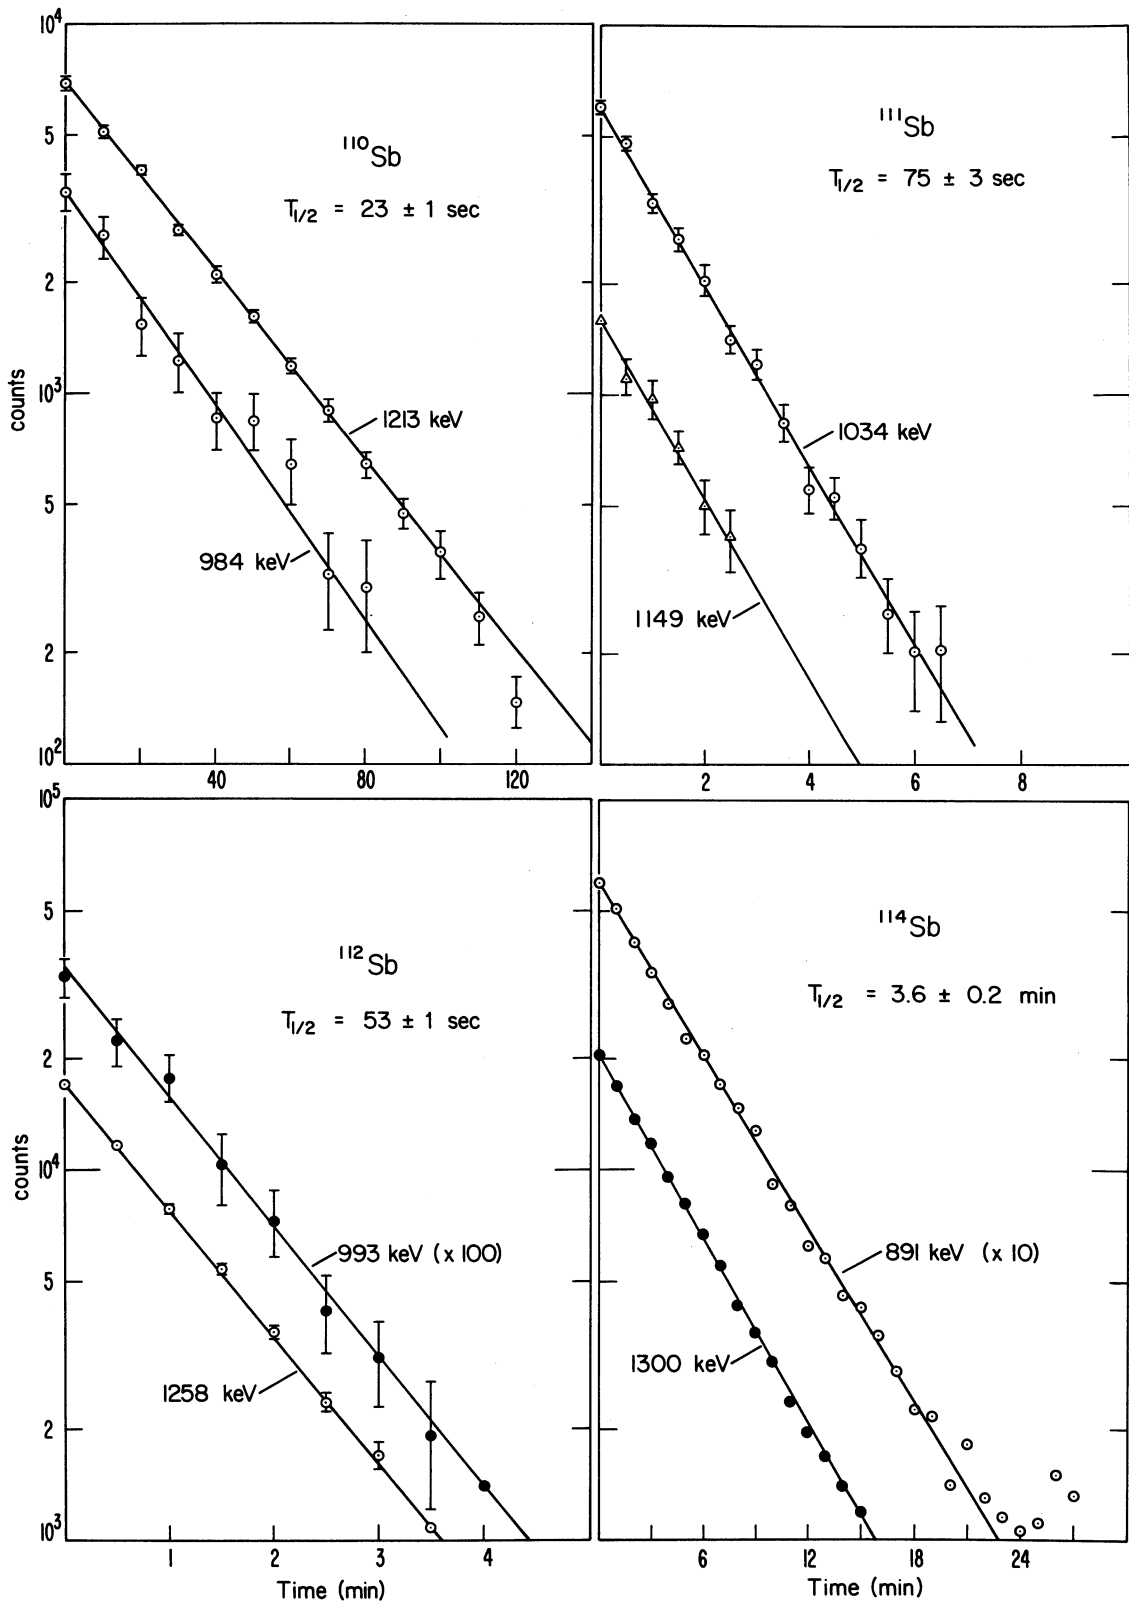 10⁴
5
2
10³
5
2
10²
counts
¹¹⁰Sb
T₁/₂ = 23 ± 1 sec
1213 keV
984 keV
40 80 120
¹¹¹Sb
T₁/₂ = 75 ± 3 sec
1034 keV
1149 keV
2 4 6 8
10⁵
5
2
10⁴
5
2
10³
counts
¹¹²Sb
T₁/₂ = 53 ± 1 sec
993 keV (x 100)
1258 keV
1 2 3 4
Time (min)
¹¹⁴Sb
T₁/₂ = 3.6 ± 0.2 min
891 keV (x 10)
1300 keV
6 12 18 24
Time (min)